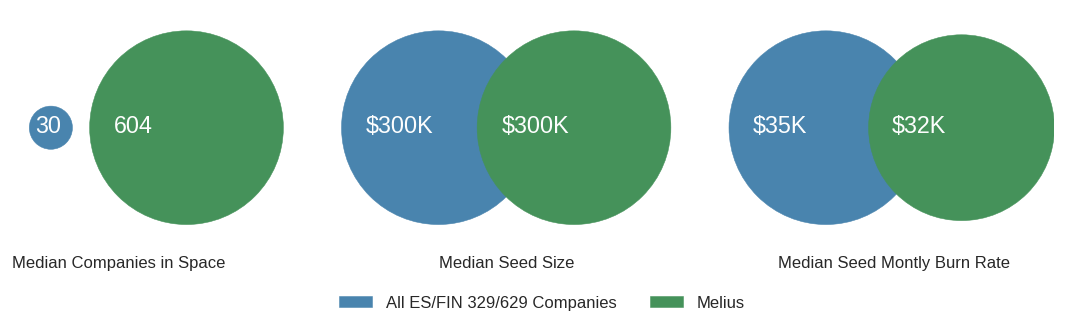 30
604
$300K
$300K
$35K
$32K
Median Companies in Space
Median Seed Size
Median Seed Montly Burn Rate
All ES/FIN 329/629 Companies
Melius